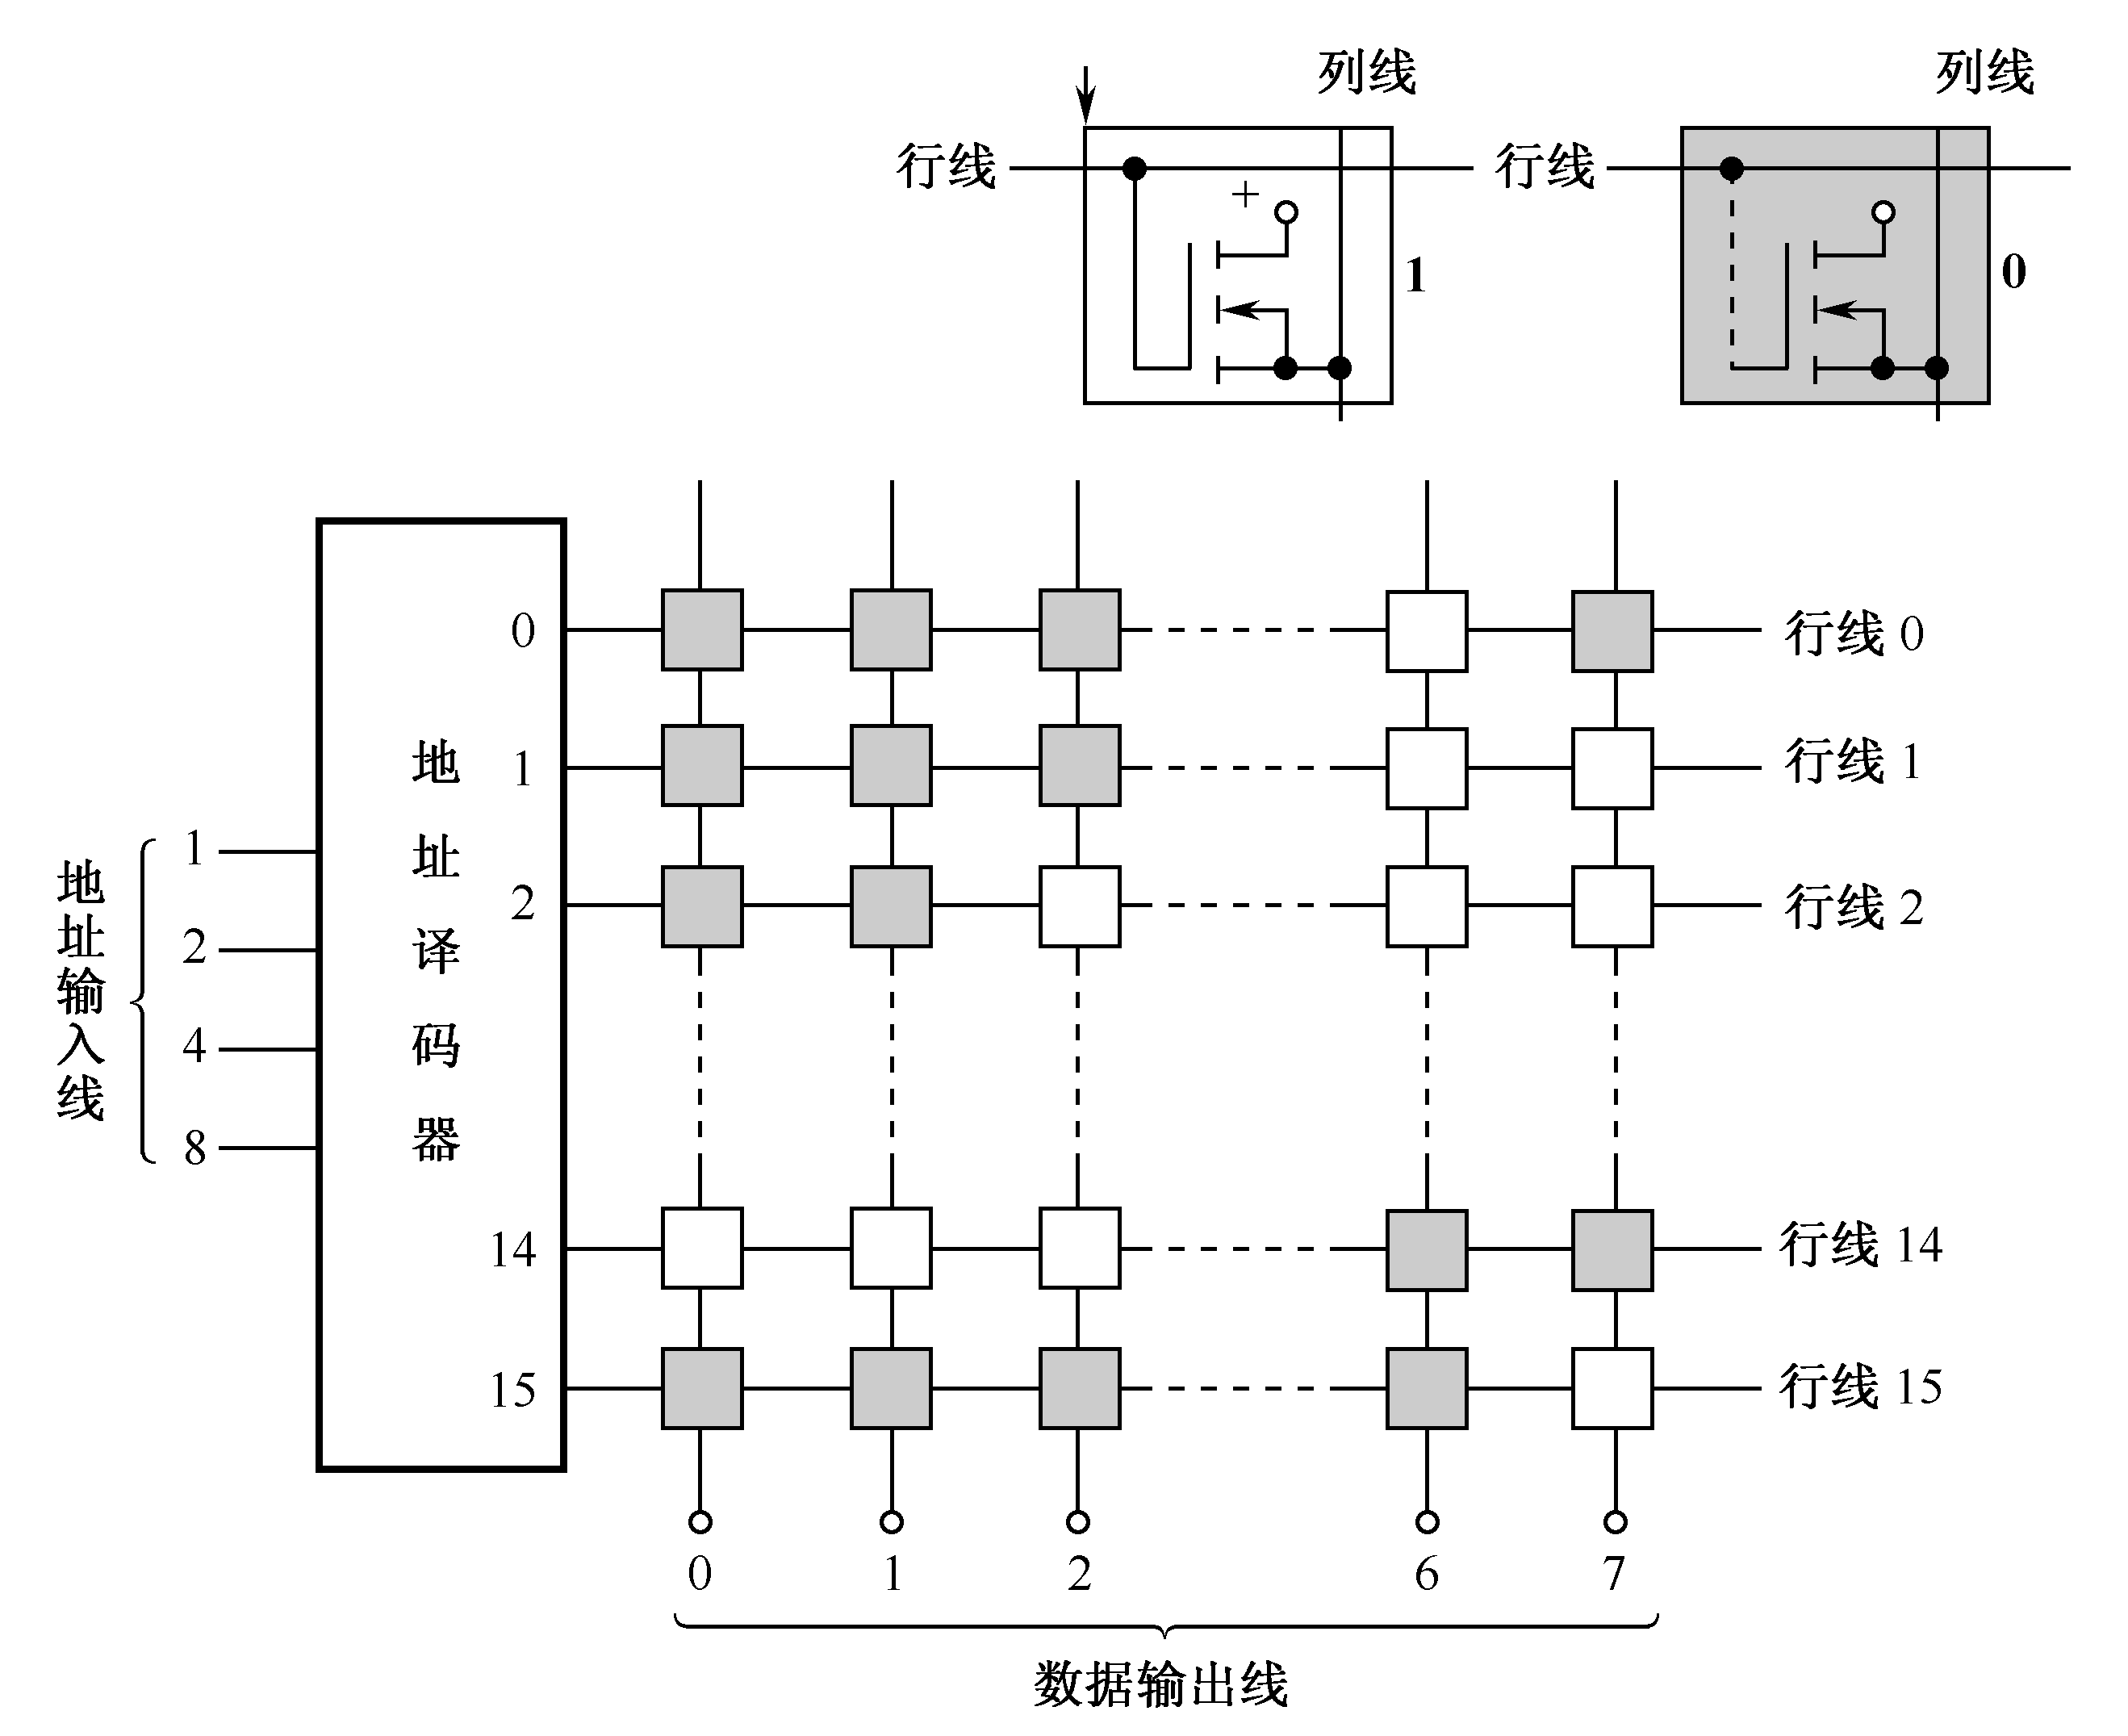 列线 列线
行线 行线
+
1 0
0 行线 0
1 行线 1
2 行线 2
地址译码器
地址输入线
1
2
4
8
14 行线 14
15 行线 15
0 1 2 6 7
数据输出线